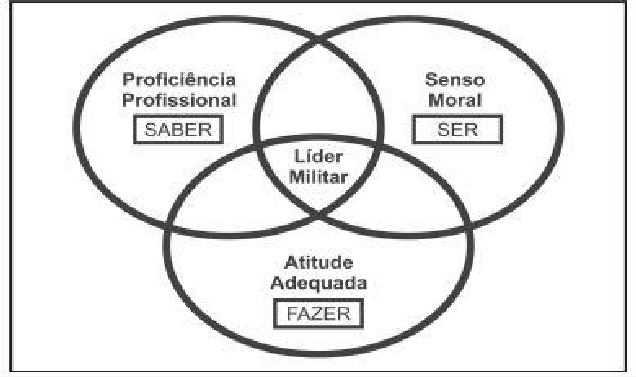 Proficiência
Profissional
SABER
Senso
Moral
SER
Líder
Militar
Atitude
Adequada
FAZER